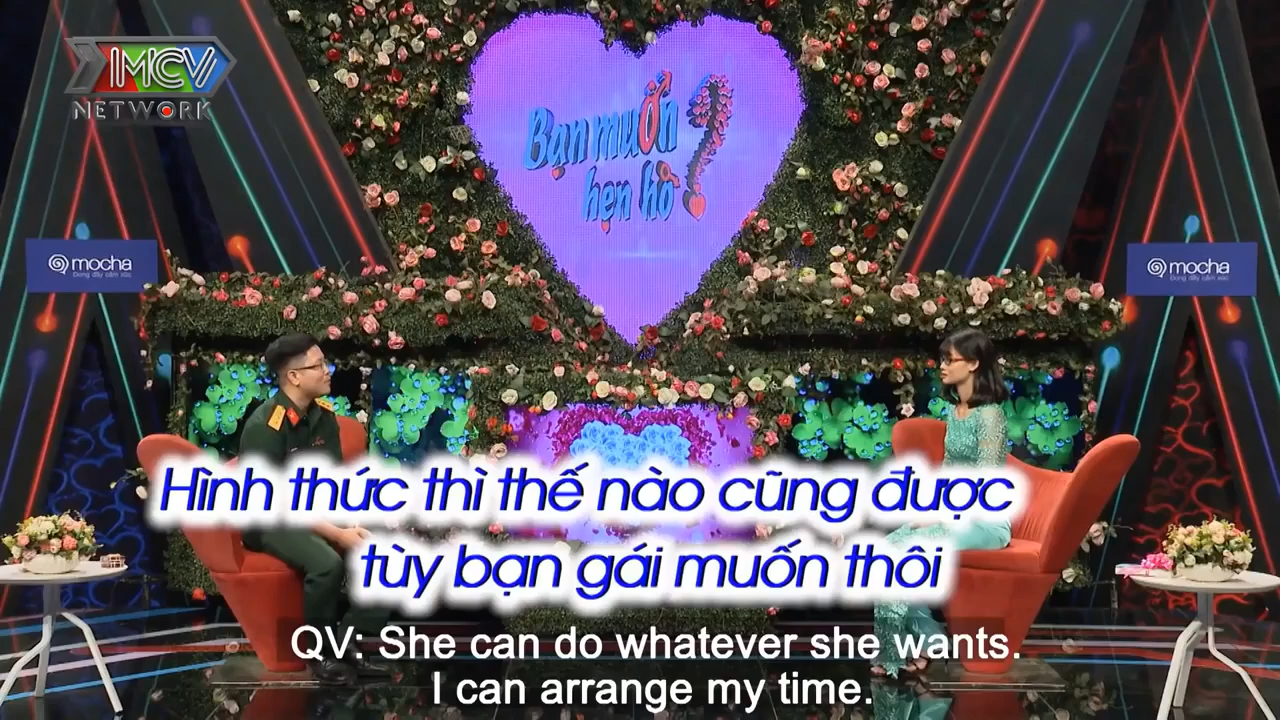 MCV
NETWORK
Bạn muốn
hẹn hò ?
mocha
mocha
Hình thức thì thế nào cũng được
tùy bạn gái muốn thôi
QV: She can do whatever she wants.
I can arrange my time.